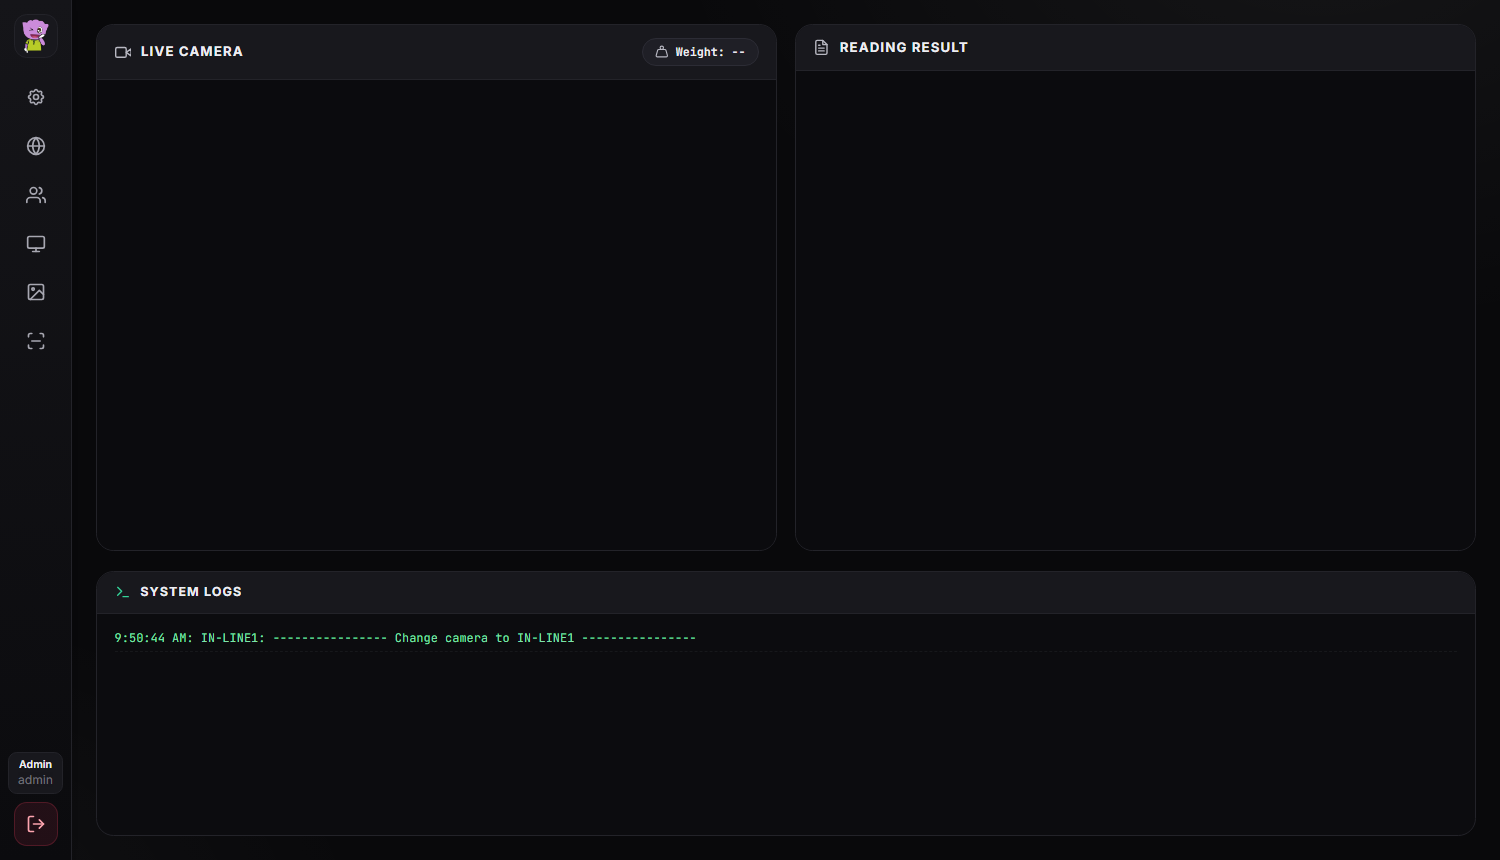 LIVE CAMERA
Weight: --
READING RESULT
SYSTEM LOGS
9:50:44 AM: IN-LINE1: ---------------- Change camera to IN-LINE1 ----------------
Admin
admin